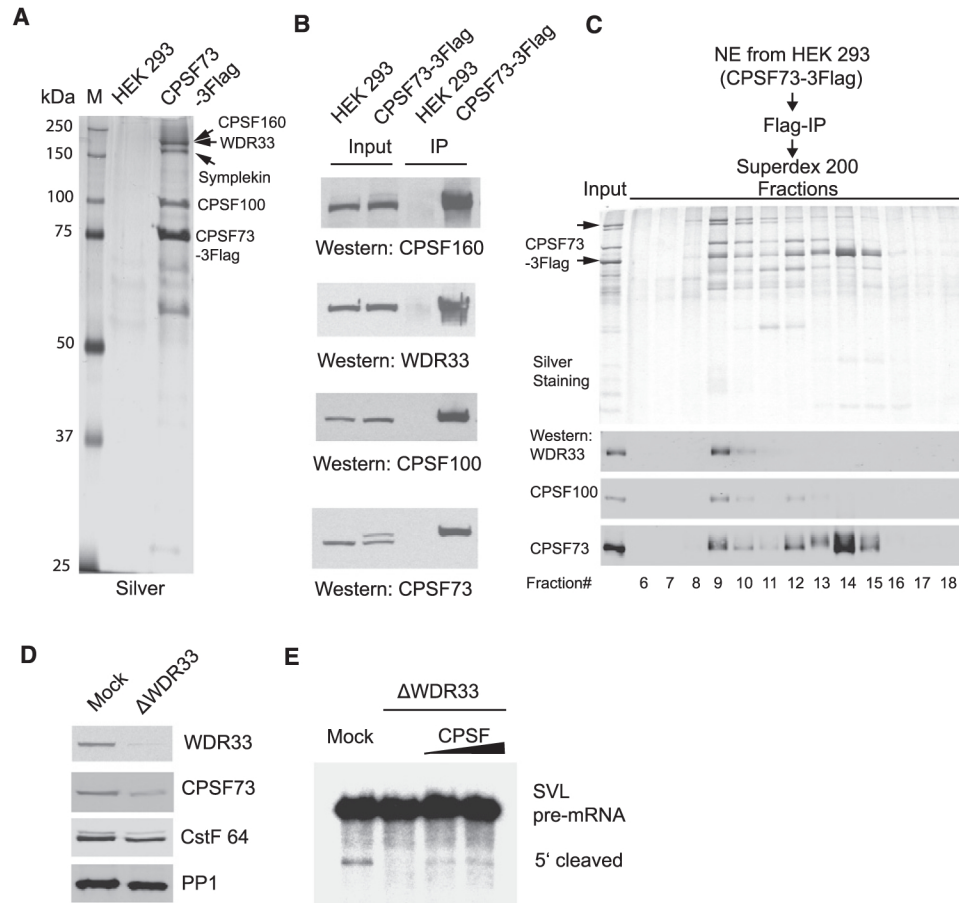 A
HEK 293
CPSF73
-3Flag
kDa M
250
150
100
75
50
37
25
CPSF160
WDR33
Symplekin
CPSF100
CPSF73
-3Flag
Silver
B
HEK 293
CPSF73-3Flag
HEK 293
CPSF73-3Flag
Input IP
Western: CPSF160
Western: WDR33
Western: CPSF100
Western: CPSF73
C
NE from HEK 293
(CPSF73-3Flag)
Flag-IP
Superdex 200
Input Fractions
CPSF73
-3Flag
Silver
Staining
Western:
WDR33
CPSF100
CPSF73
Fraction# 6 7 8 9 10 11 12 13 14 15 16 17 18
D
Mock
ΔWDR33
WDR33
CPSF73
CstF 64
PP1
E
ΔWDR33
Mock CPSF
SVL
pre-mRNA
5‘ cleaved